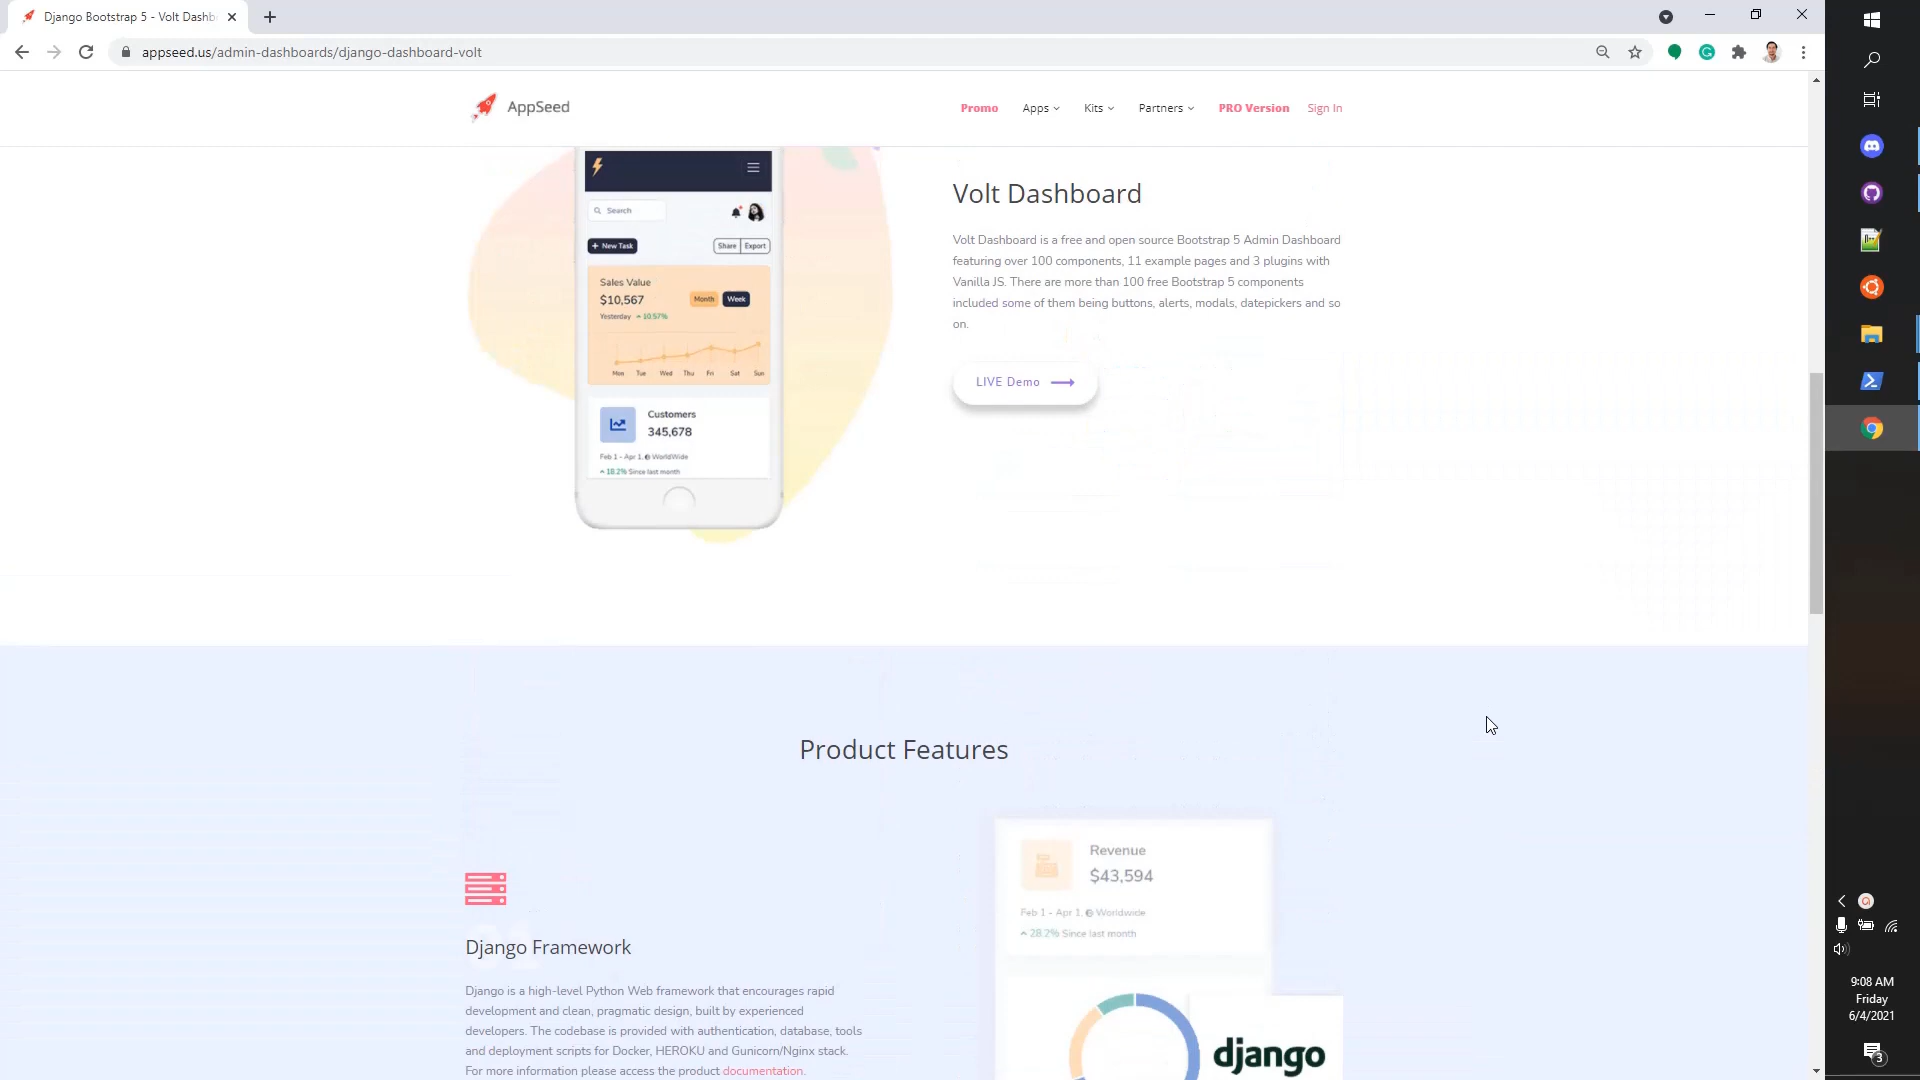 Django Bootstrap 5 - Volt Dashb
appseed.us/admin-dashboards/django-dashboard-volt
AppSeed
Promo
Apps
Kits
Partners
PRO Version
Sign In
Search
+ New Task
Share
Export
Sales Value
$10,567
Month
Week
Yesterday
10.57%
Mon Tue Wed Thu Fri Sat Sun
Customers
345,678
Feb 1 - Apr 1, WorldWide
18.2% Since last month
Volt Dashboard
Volt Dashboard is a free and open source Bootstrap 5 Admin Dashboard
featuring over 100 components, 11 example pages and 3 plugins with
Vanilla JS. There are more than 100 free Bootstrap 5 components
included some of them being buttons, alerts, modals, datepickers and so
on.
LIVE Demo
Product Features
01
Django Framework
Django is a high-level Python Web framework that encourages rapid
development and clean, pragmatic design, built by experienced
developers. The codebase is provided with authentication, database, tools
and deployment scripts for Docker, HEROKU and Gunicorn/Nginx stack.
For more information please access the product documentation.
Revenue
$43,594
Feb 1 - Apr 1, Worldwide
28.2% Since last month
django
9:08 AM
Friday
6/4/2021
3